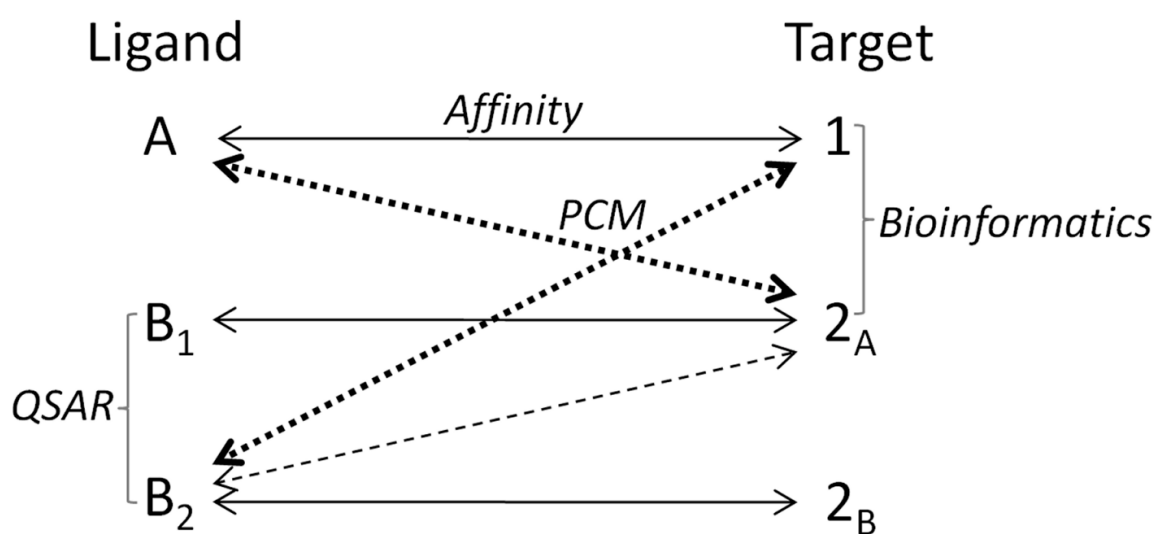 Ligand Target
A Affinity 1
PCM
Bioinformatics
B₁ 2A
QSAR
B₂ 2B